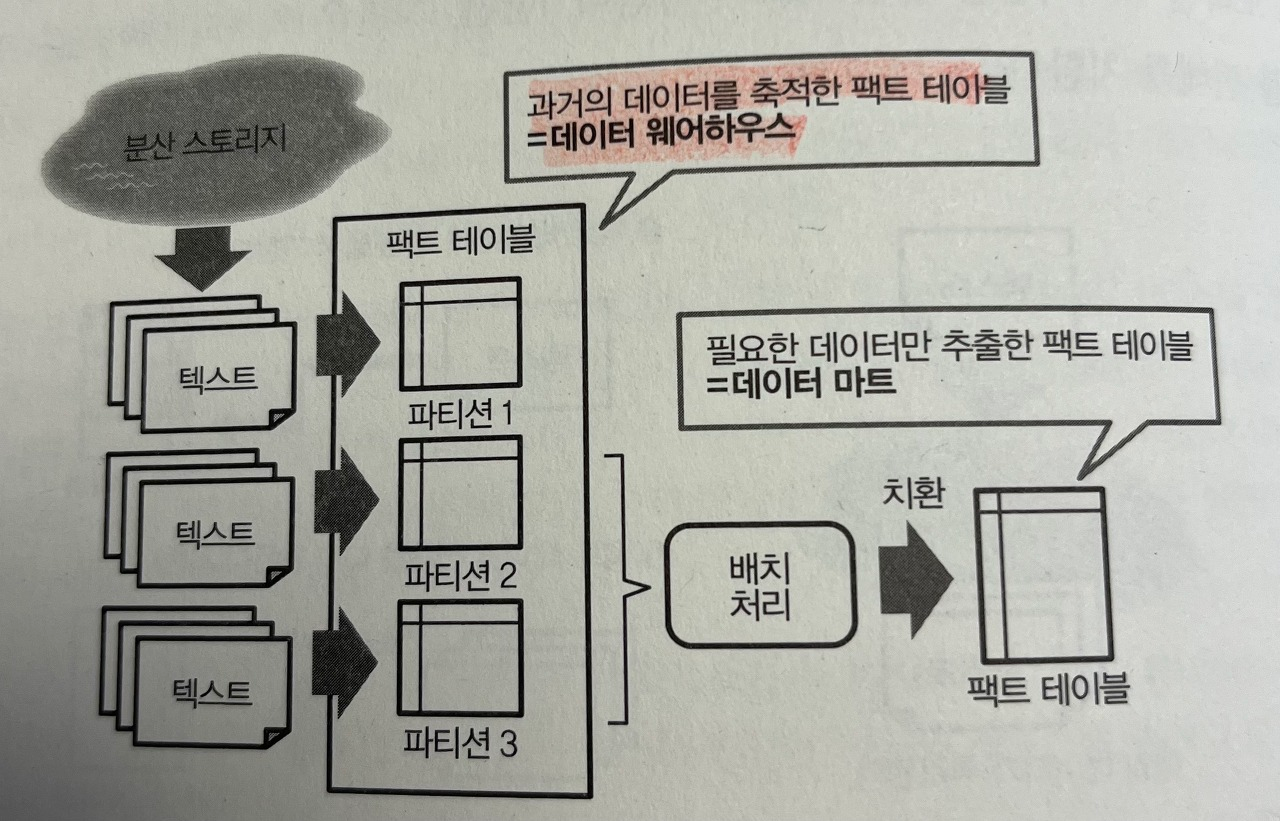 분산 스토리지
과거의 데이터를 축적한 팩트 테이블
=데이터 웨어하우스
팩트 테이블
텍스트
파티션 1
필요한 데이터만 추출한 팩트 테이블
=데이터 마트
텍스트
파티션 2
배치
처리
치환
팩트 테이블
텍스트
파티션 3